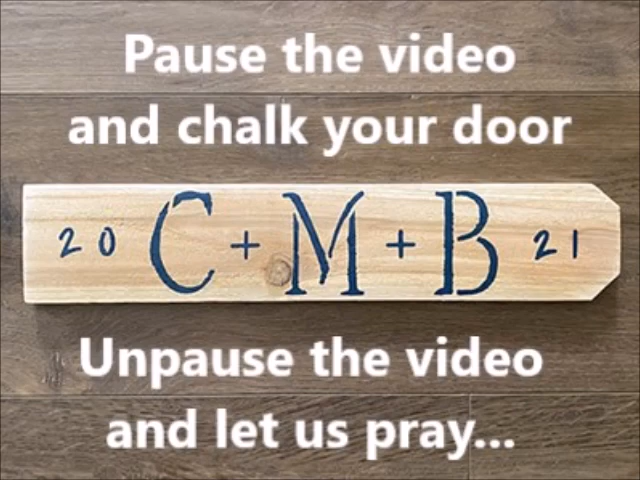 Pause the video
and chalk your door
20 C + M + B 21
Unpause the video
and let us pray...